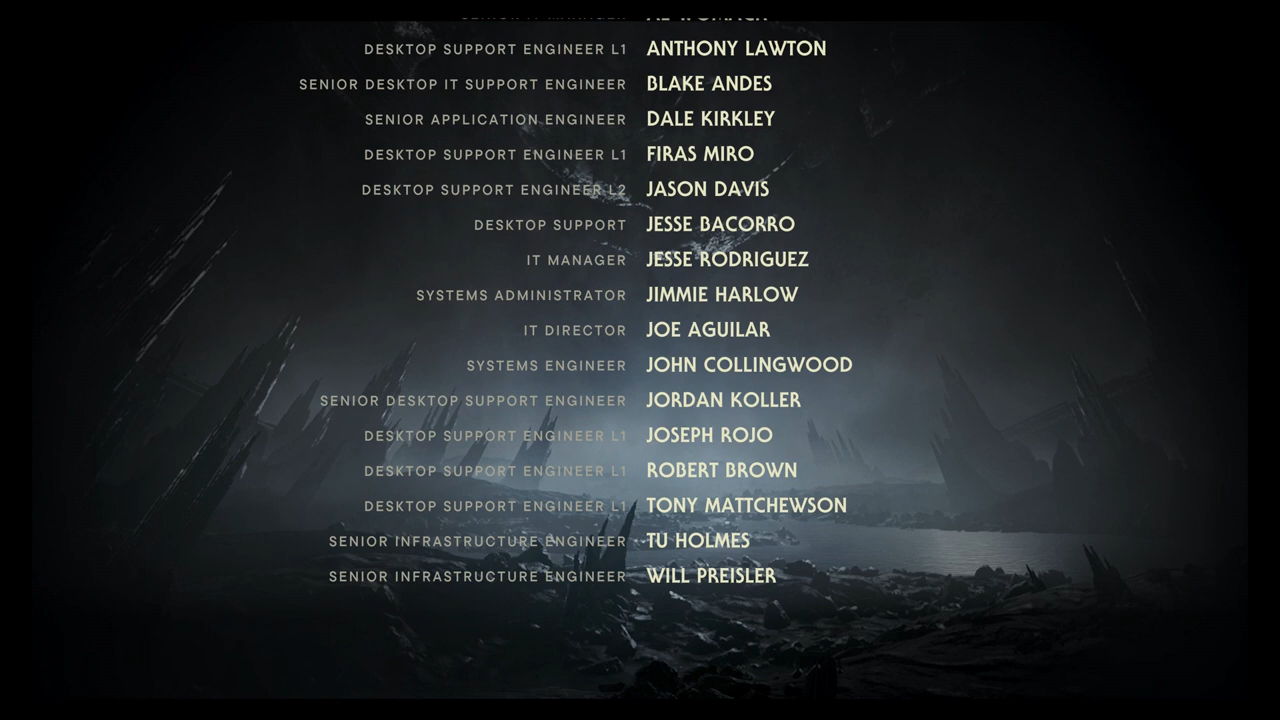 DESKTOP SUPPORT ENGINEER L1 ANTHONY LAWTON
SENIOR DESKTOP IT SUPPORT ENGINEER BLAKE ANDES
SENIOR APPLICATION ENGINEER DALE KIRKLEY
DESKTOP SUPPORT ENGINEER L1 FIRAS MIRO
DESKTOP SUPPORT ENGINEER L2 JASON DAVIS
DESKTOP SUPPORT JESSE BACORRO
IT MANAGER JESSE RODRIGUEZ
SYSTEMS ADMINISTRATOR JIMMIE HARLOW
IT DIRECTOR JOE AGUILAR
SYSTEMS ENGINEER JOHN COLLINGWOOD
SENIOR DESKTOP SUPPORT ENGINEER JORDAN KOLLER
DESKTOP SUPPORT ENGINEER L1 JOSEPH ROJO
DESKTOP SUPPORT ENGINEER L1 ROBERT BROWN
DESKTOP SUPPORT ENGINEER L1 TONY MATTCHEWSON
SENIOR INFRASTRUCTURE ENGINEER TU HOLMES
SENIOR INFRASTRUCTURE ENGINEER WILL PREISLER